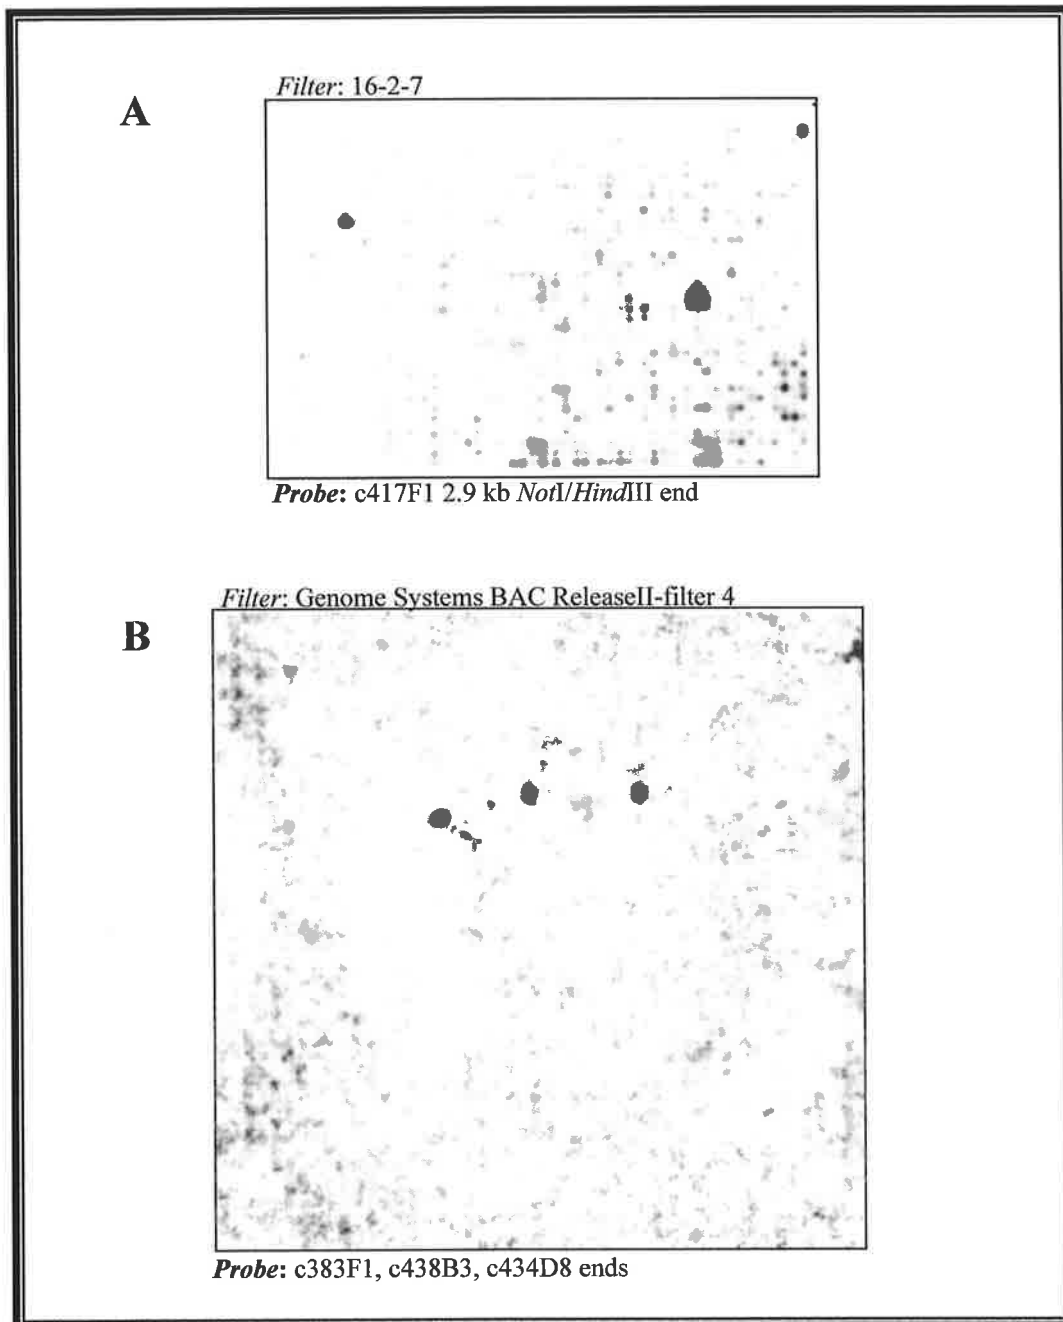 A
Filter: 16-2-7
Probe: c417F1 2.9 kb NotI/HindIII end
B
Filter: Genome Systems BAC ReleaseII-filter 4
Probe: c383F1, c438B3, c434D8 ends